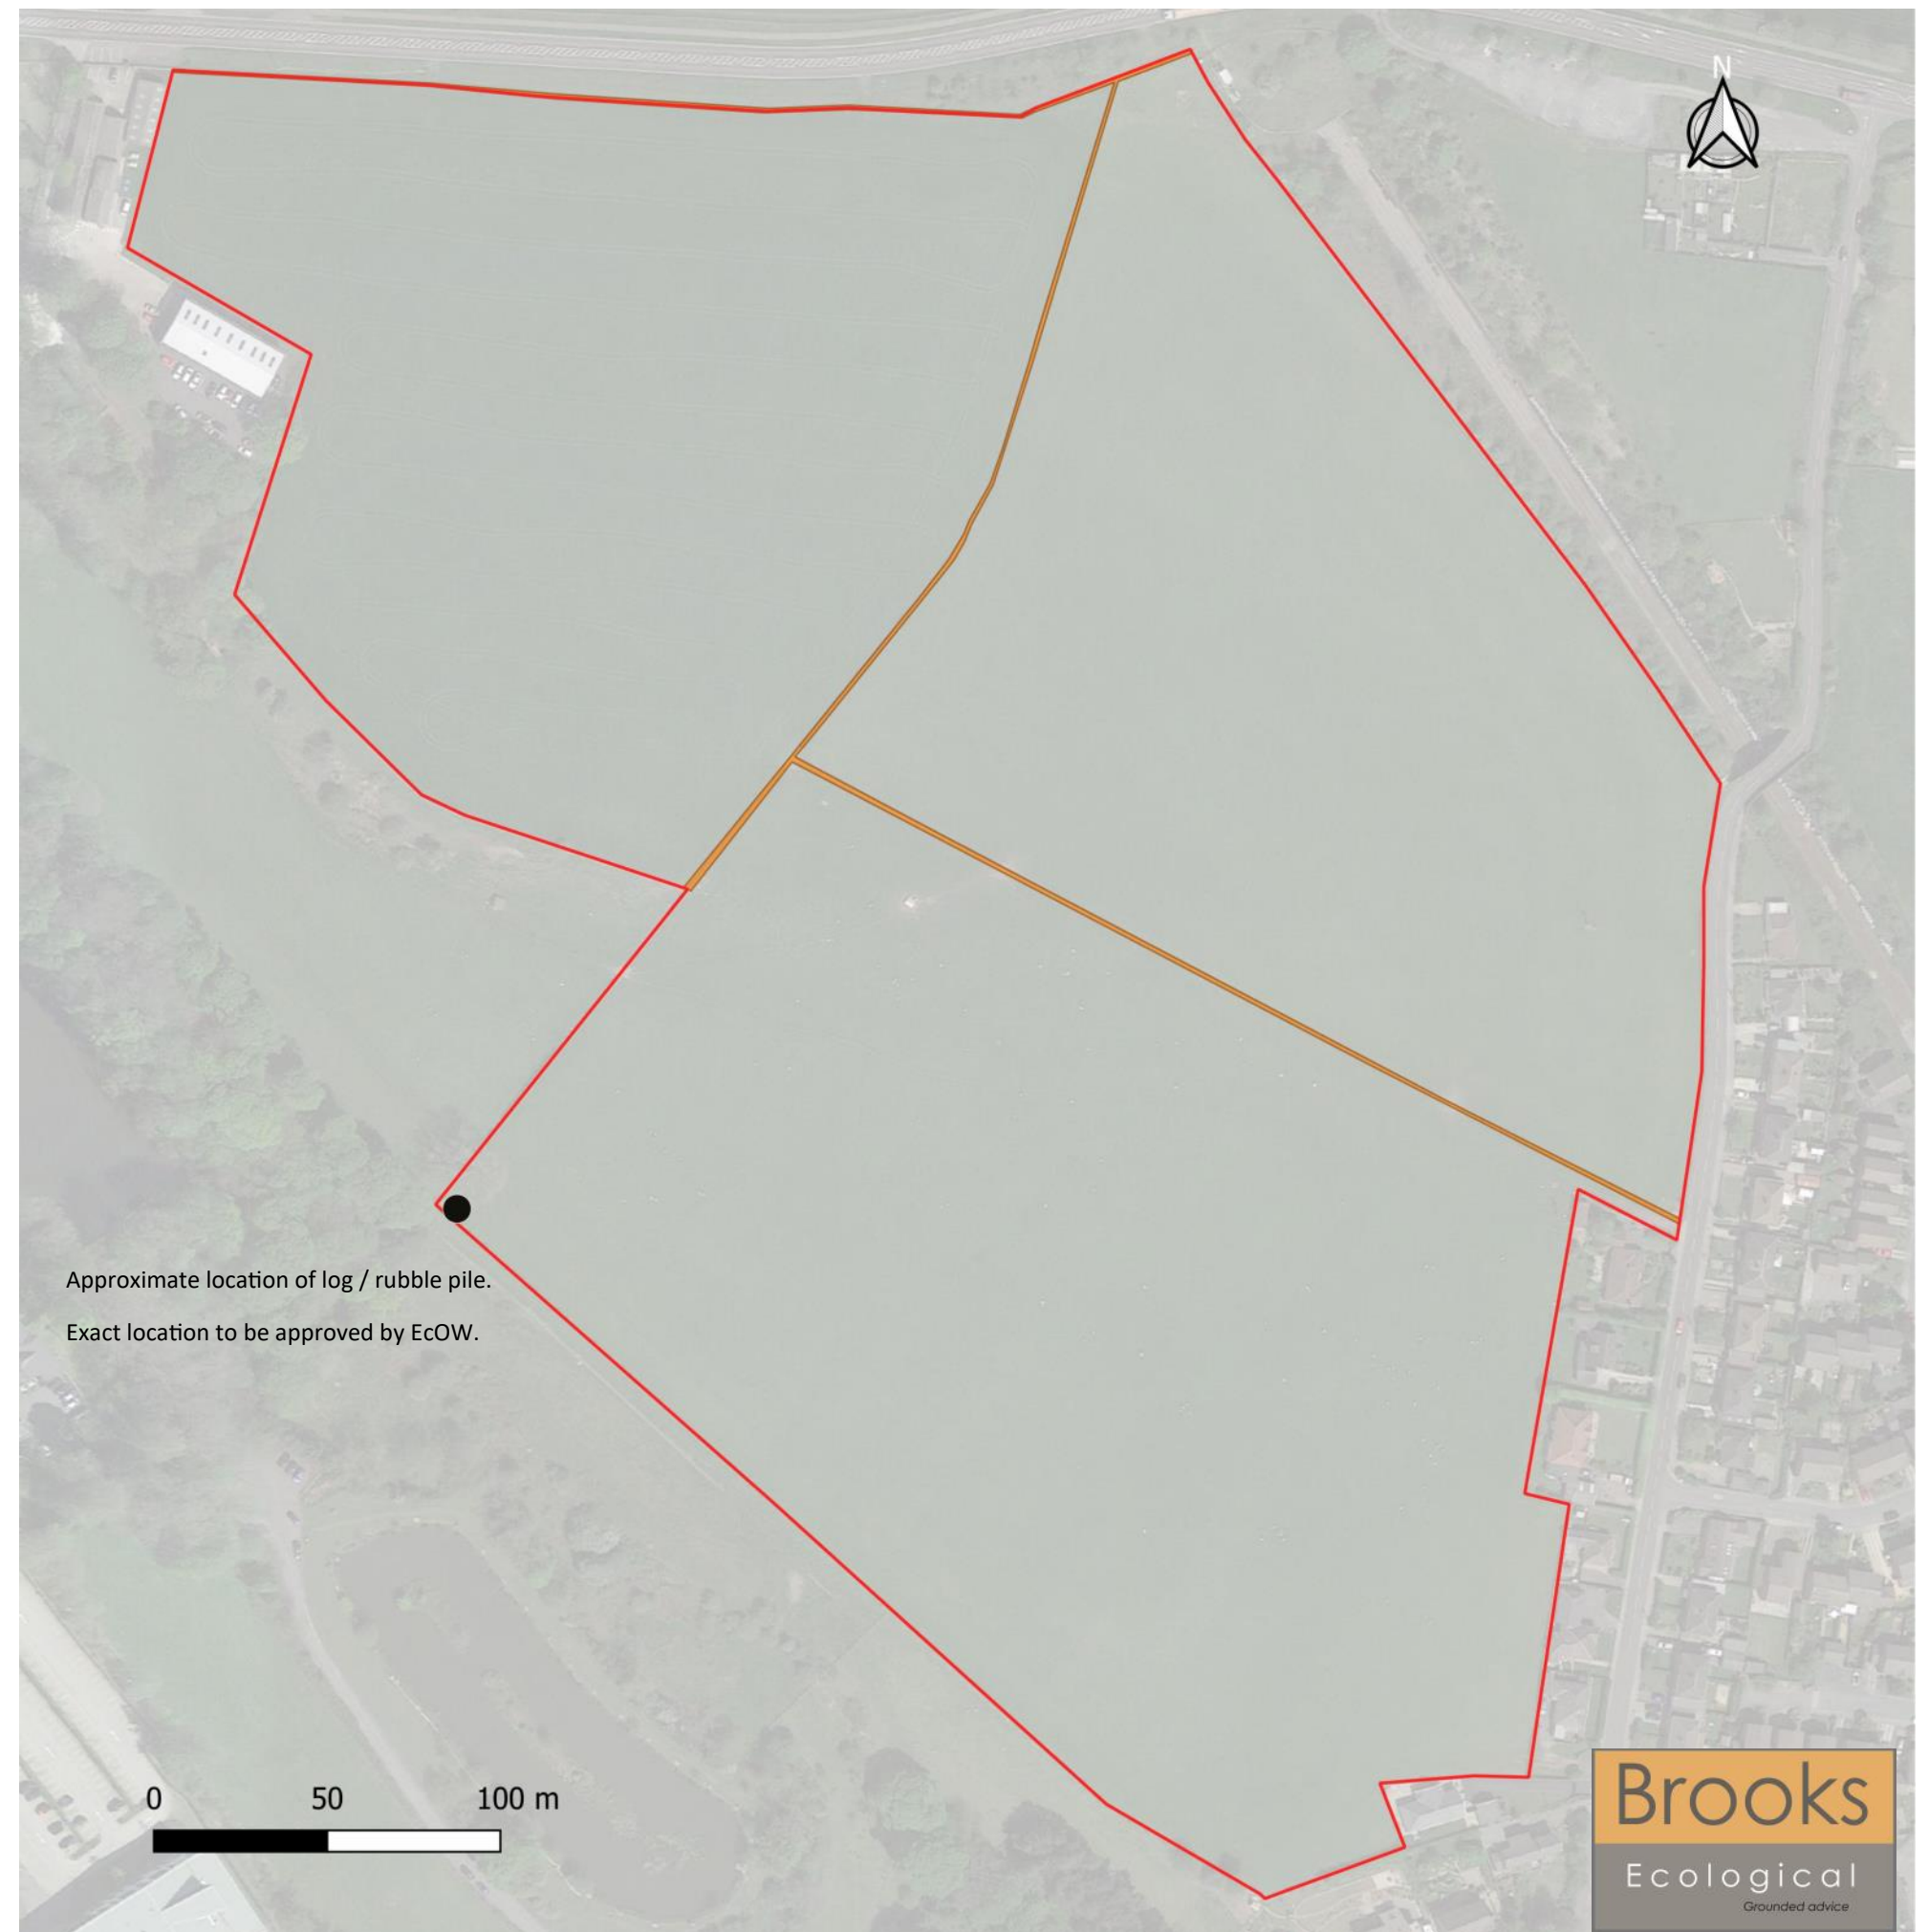 N
Approximate location of log / rubble pile.
Exact location to be approved by EcOW.
0 50 100 m
Brooks
Ecological
Grounded advice